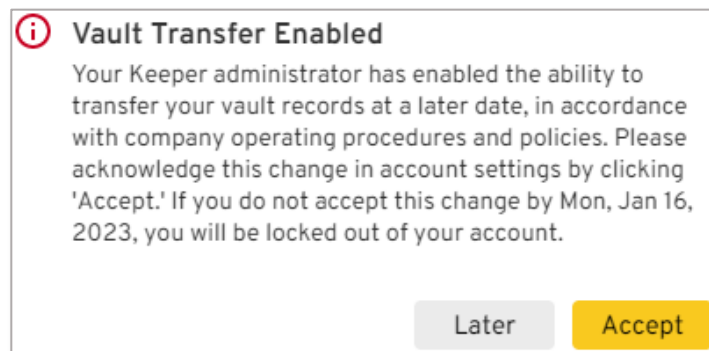 Vault Transfer Enabled
Your Keeper administrator has enabled the ability to
transfer your vault records at a later date, in accordance
with company operating procedures and policies. Please
acknowledge this change in account settings by clicking
'Accept.' If you do not accept this change by Mon, Jan 16,
2023, you will be locked out of your account.
Later
Accept